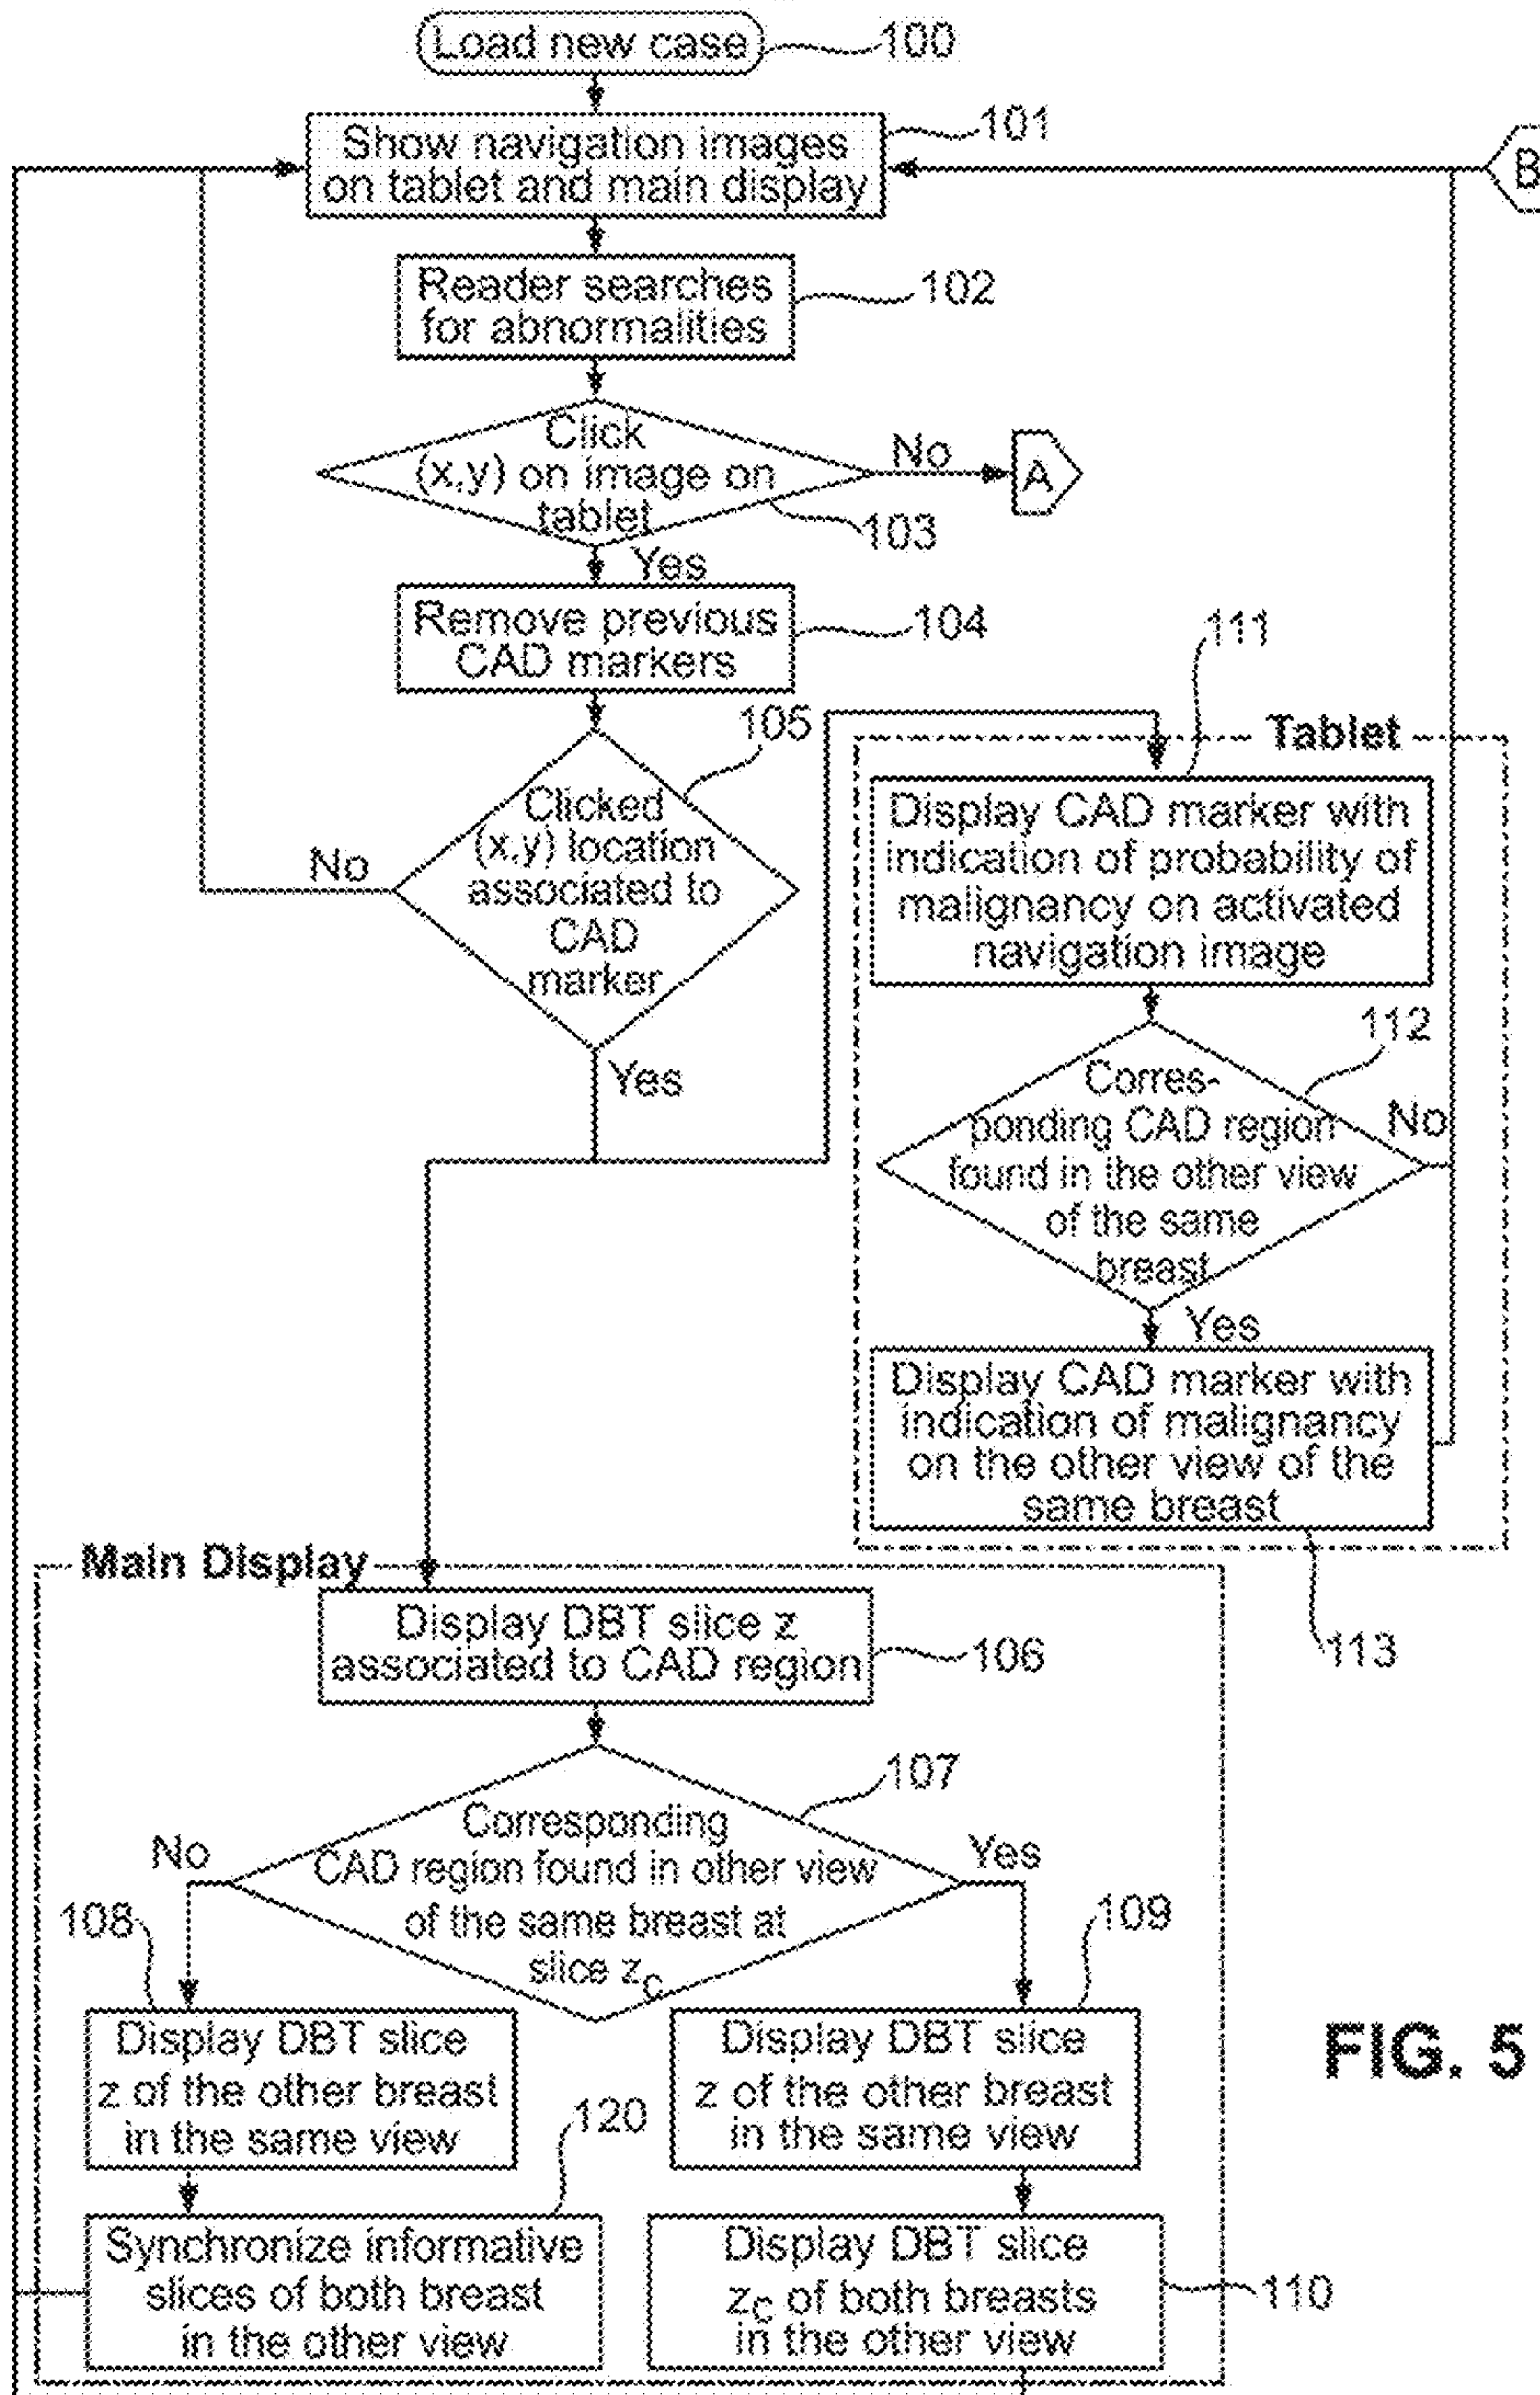 Load new case
100
Show navigation images
on tablet and main display
101
B
Reader searches
for abnormalities
102
Click
(x,y) on image on
tablet
No
A
103
Yes
Remove previous
CAD markers
104
105
Clicked
(x,y) location
associated to
CAD
marker
No
Yes
111
Tablet
Display CAD marker with
indication of probability of
malignancy on activated
navigation image
112
Corres-
ponding CAD region
found in the other view
of the same
breast
No
Yes
Display CAD marker with
indication of malignancy
on the other view of the
same breast
113
Main Display
Display DBT slice z
associated to CAD region
106
107
Corresponding
CAD region found in other view
of the same breast at
slice zc
No
Yes
108
109
Display DBT slice
z of the other breast
in the same view
Display DBT slice
z of the other breast
in the same view
120
Synchronize informative
slices of both breast
in the other view
Display DBT slice
zc of both breasts
in the other view
110
FIG. 5